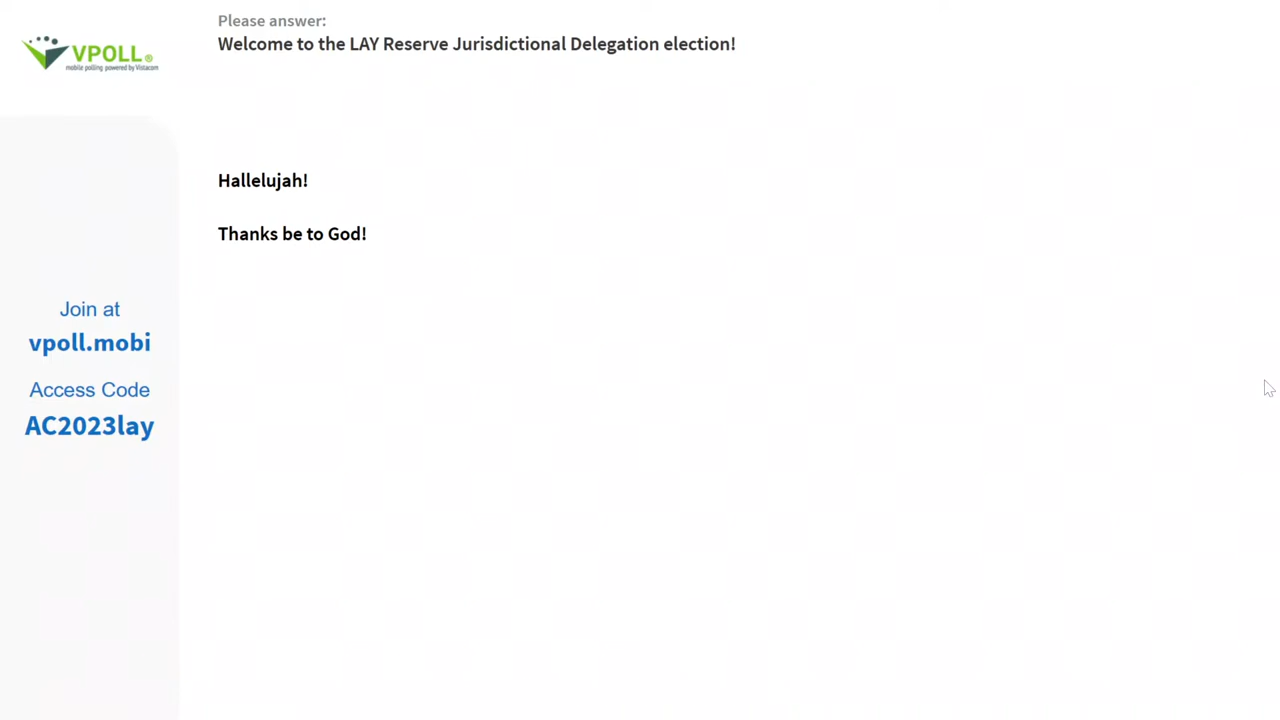 Please answer:
Welcome to the LAY Reserve Jurisdictional Delegation election!
VPOLL®
mobile polling powered by Vistacom
Hallelujah!
Thanks be to God!
Join at
vpoll.mobi
Access Code
AC2023lay